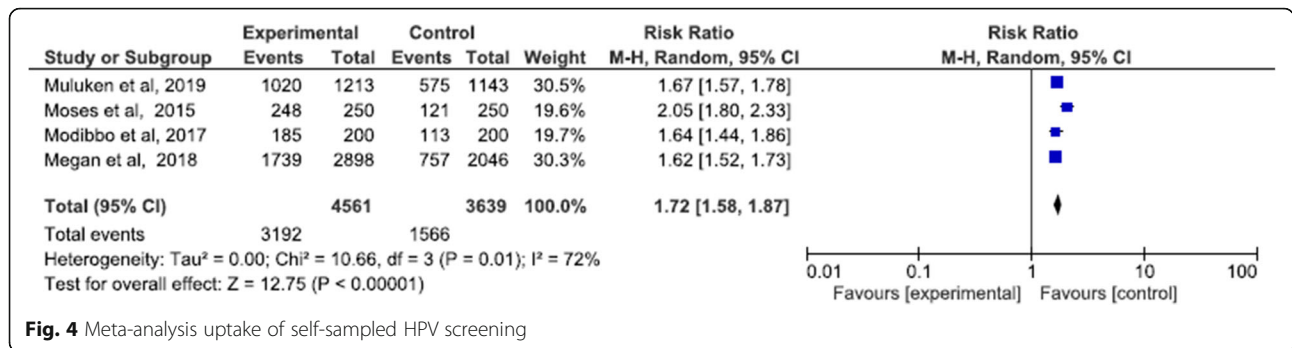 Experimental Control Risk Ratio Risk Ratio
Study or Subgroup Events Total Events Total Weight M-H, Random, 95% CI M-H, Random, 95% CI
Muluken et al, 2019 1020 1213 575 1143 30.5% 1.67 [1.57, 1.78]
Moses et al, 2015 248 250 121 250 19.6% 2.05 [1.80, 2.33]
Modibbo et al, 2017 185 200 113 200 19.7% 1.64 [1.44, 1.86]
Megan et al, 2018 1739 2898 757 2046 30.3% 1.62 [1.52, 1.73]
Total (95% CI) 4561 3639 100.0% 1.72 [1.58, 1.87]
Total events 3192 1566
Heterogeneity: Tau² = 0.00; Chi² = 10.66, df = 3 (P = 0.01); I² = 72%
Test for overall effect: Z = 12.75 (P < 0.00001)
0.01 0.1 1 10 100
Favours [experimental] Favours [control]
Fig. 4 Meta-analysis uptake of self-sampled HPV screening